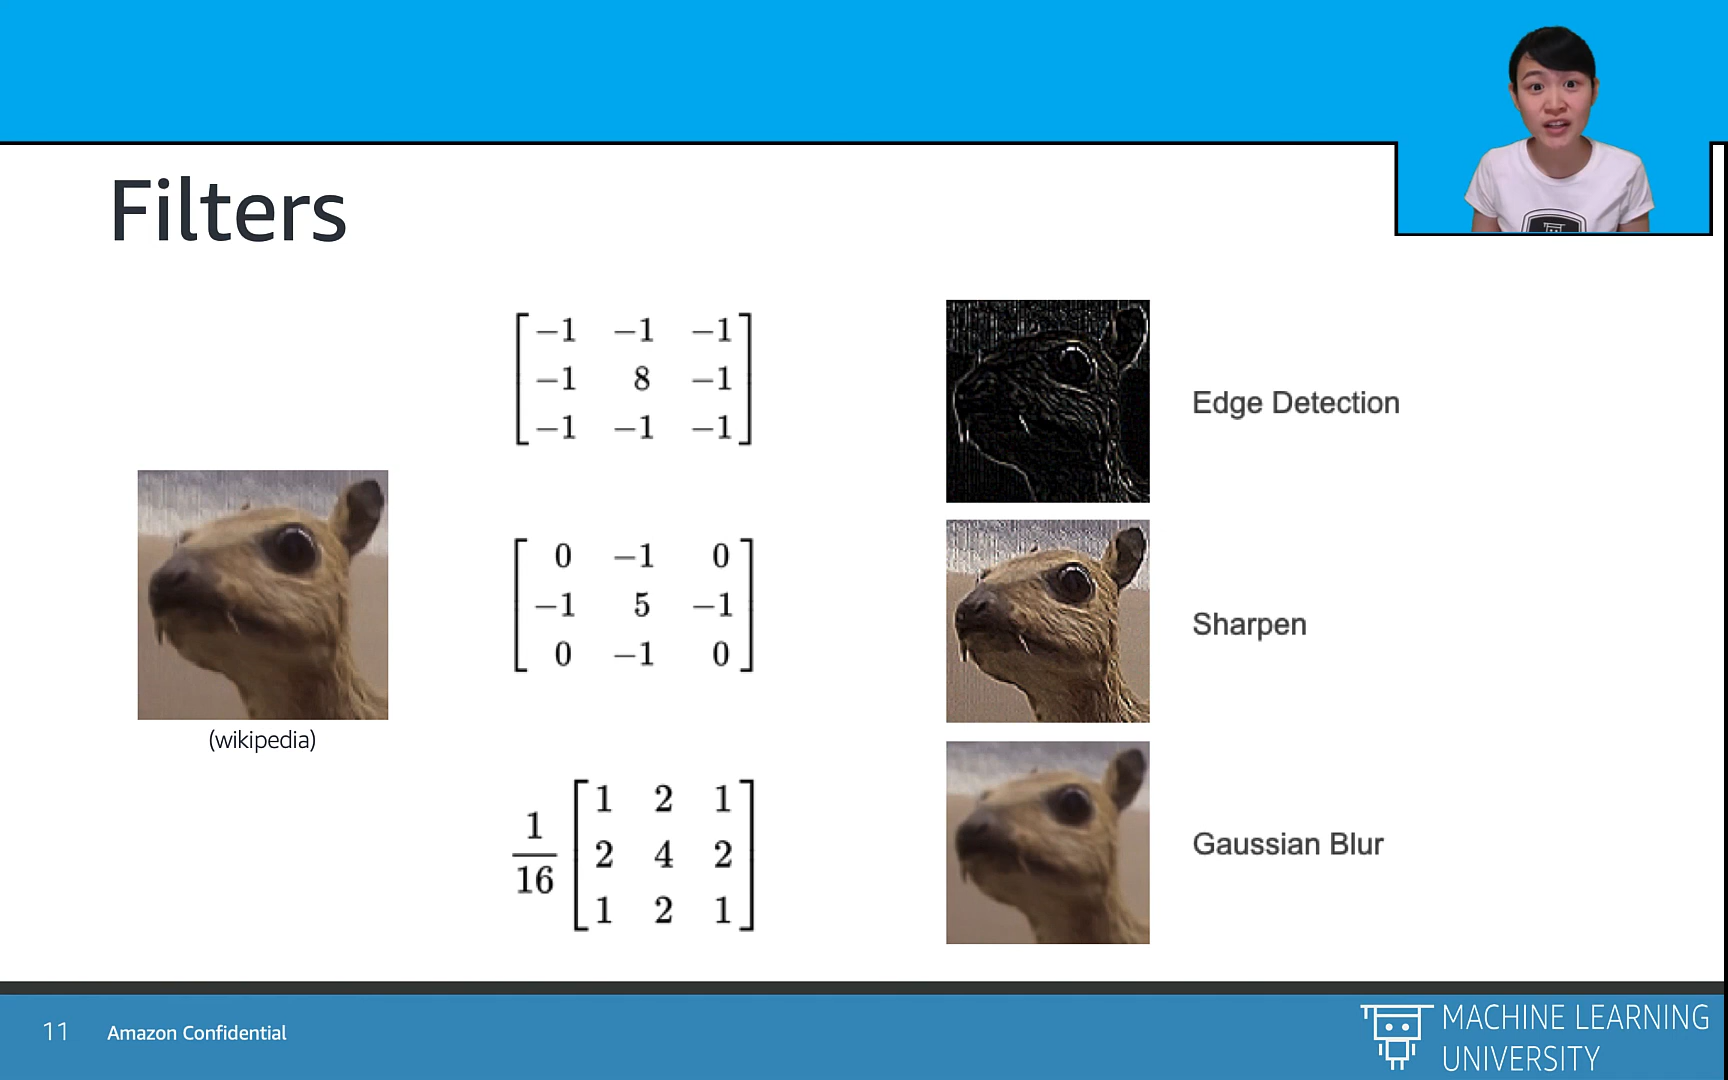 Filters
−1 −1 −1
−1 8 −1
−1 −1 −1
Edge Detection
0 −1 0
−1 5 −1
0 −1 0
Sharpen
(wikipedia)
1/16
1 2 1
2 4 2
1 2 1
Gaussian Blur
11 Amazon Confidential
MACHINE LEARNING
UNIVERSITY